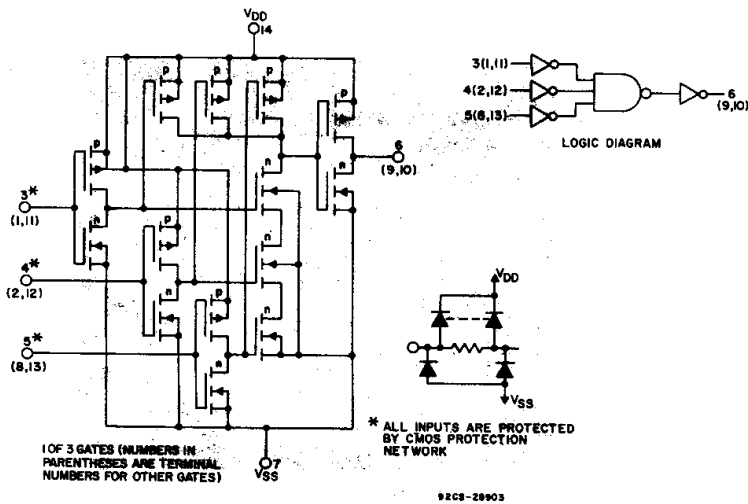 VDD
14
p
p
p
p
p
n
p
n
p
n
n
p
n
n
n
3*
(1,11)
4*
(2,12)
5*
(8,13)
6
(9,10)
VSS
7
1 OF 3 GATES (NUMBERS IN
PARENTHESES ARE TERMINAL
NUMBERS FOR OTHER GATES)
3(1,11)
4(2,12)
5(8,13)
6
(9,10)
LOGIC DIAGRAM
VDD
VSS
* ALL INPUTS ARE PROTECTED
BY CMOS PROTECTION
NETWORK
92CS-28903